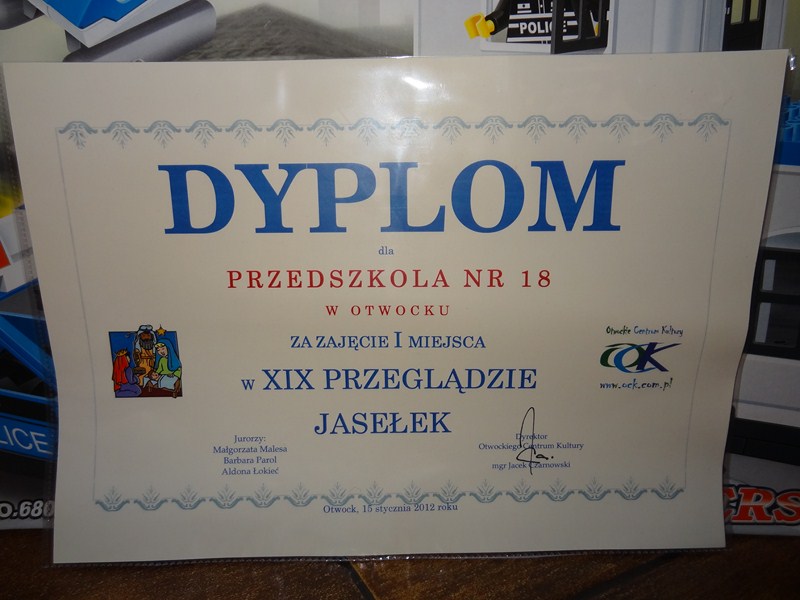 POLICE
DYPLOM
dla
PRZEDSZKOLA NR 18
W OTWOCKU
ZA ZAJĘCIE I MIEJSCA
W XIX PRZEGLĄDZIE
JASEŁEK
Otwockie Centrum Kultury
OCK
www.ock.com.pl
Jurorzy:
Małgorzata Malesa
Barbara Parol
Aldona Łokieć
Dyrektor
Otwockiego Centrum Kultury
mgr Jacek Czarnowski
Otwock, 15 stycznia 2012 roku
LICE
O.680
ERS